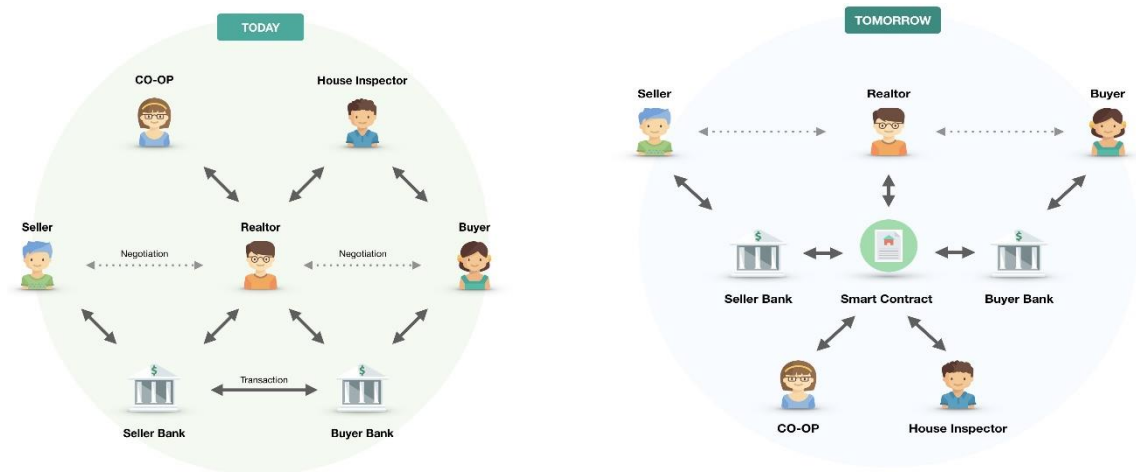 TODAY
CO-OP
House Inspector
Seller
Realtor
Buyer
Negotiation
Negotiation
$
$
Transaction
Seller Bank
Buyer Bank
TOMORROW
Seller
Realtor
Buyer
$
$
Seller Bank
Smart Contract
Buyer Bank
CO-OP
House Inspector